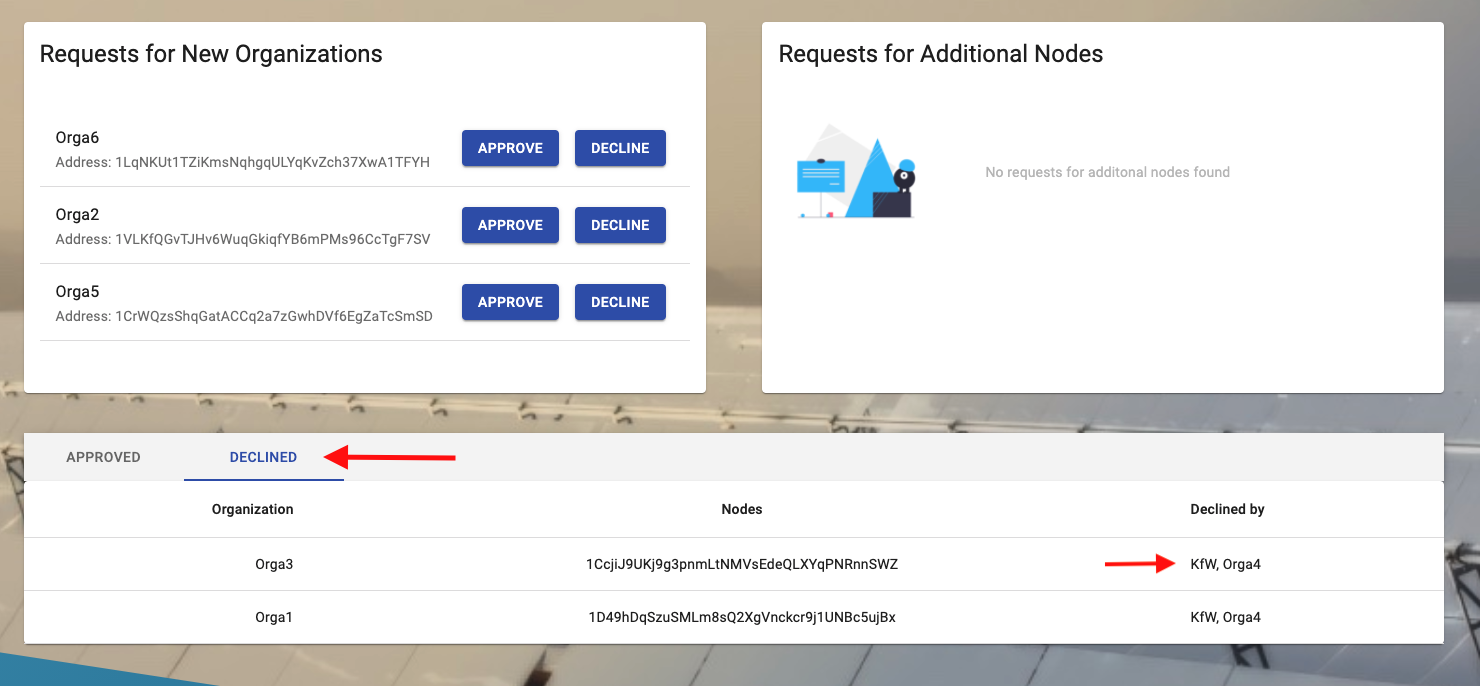 Requests for New Organizations
Orga6
Address: 1LqNKUt1TZiKmsNqhgqULYqKvZch37XwA1TFYH
APPROVE
DECLINE
Orga2
Address: 1VLKfQGvTJHv6WuqGkiqfYB6mPMs96CcTgF7SV
APPROVE
DECLINE
Orga5
Address: 1CrWQzsShqGatACCq2a7zGwhDVf6EgZaTcSmSD
APPROVE
DECLINE
Requests for Additional Nodes
No requests for additonal nodes found
APPROVED DECLINED
Organization Nodes Declined by
Orga3 1CcjiJ9UKj9g3pnmLtNMVsEdeQLXYqPNRnnSWZ KfW, Orga4
Orga1 1D49hDqSzuSMLm8sQ2XgVnckcr9j1UNBc5ujBx KfW, Orga4